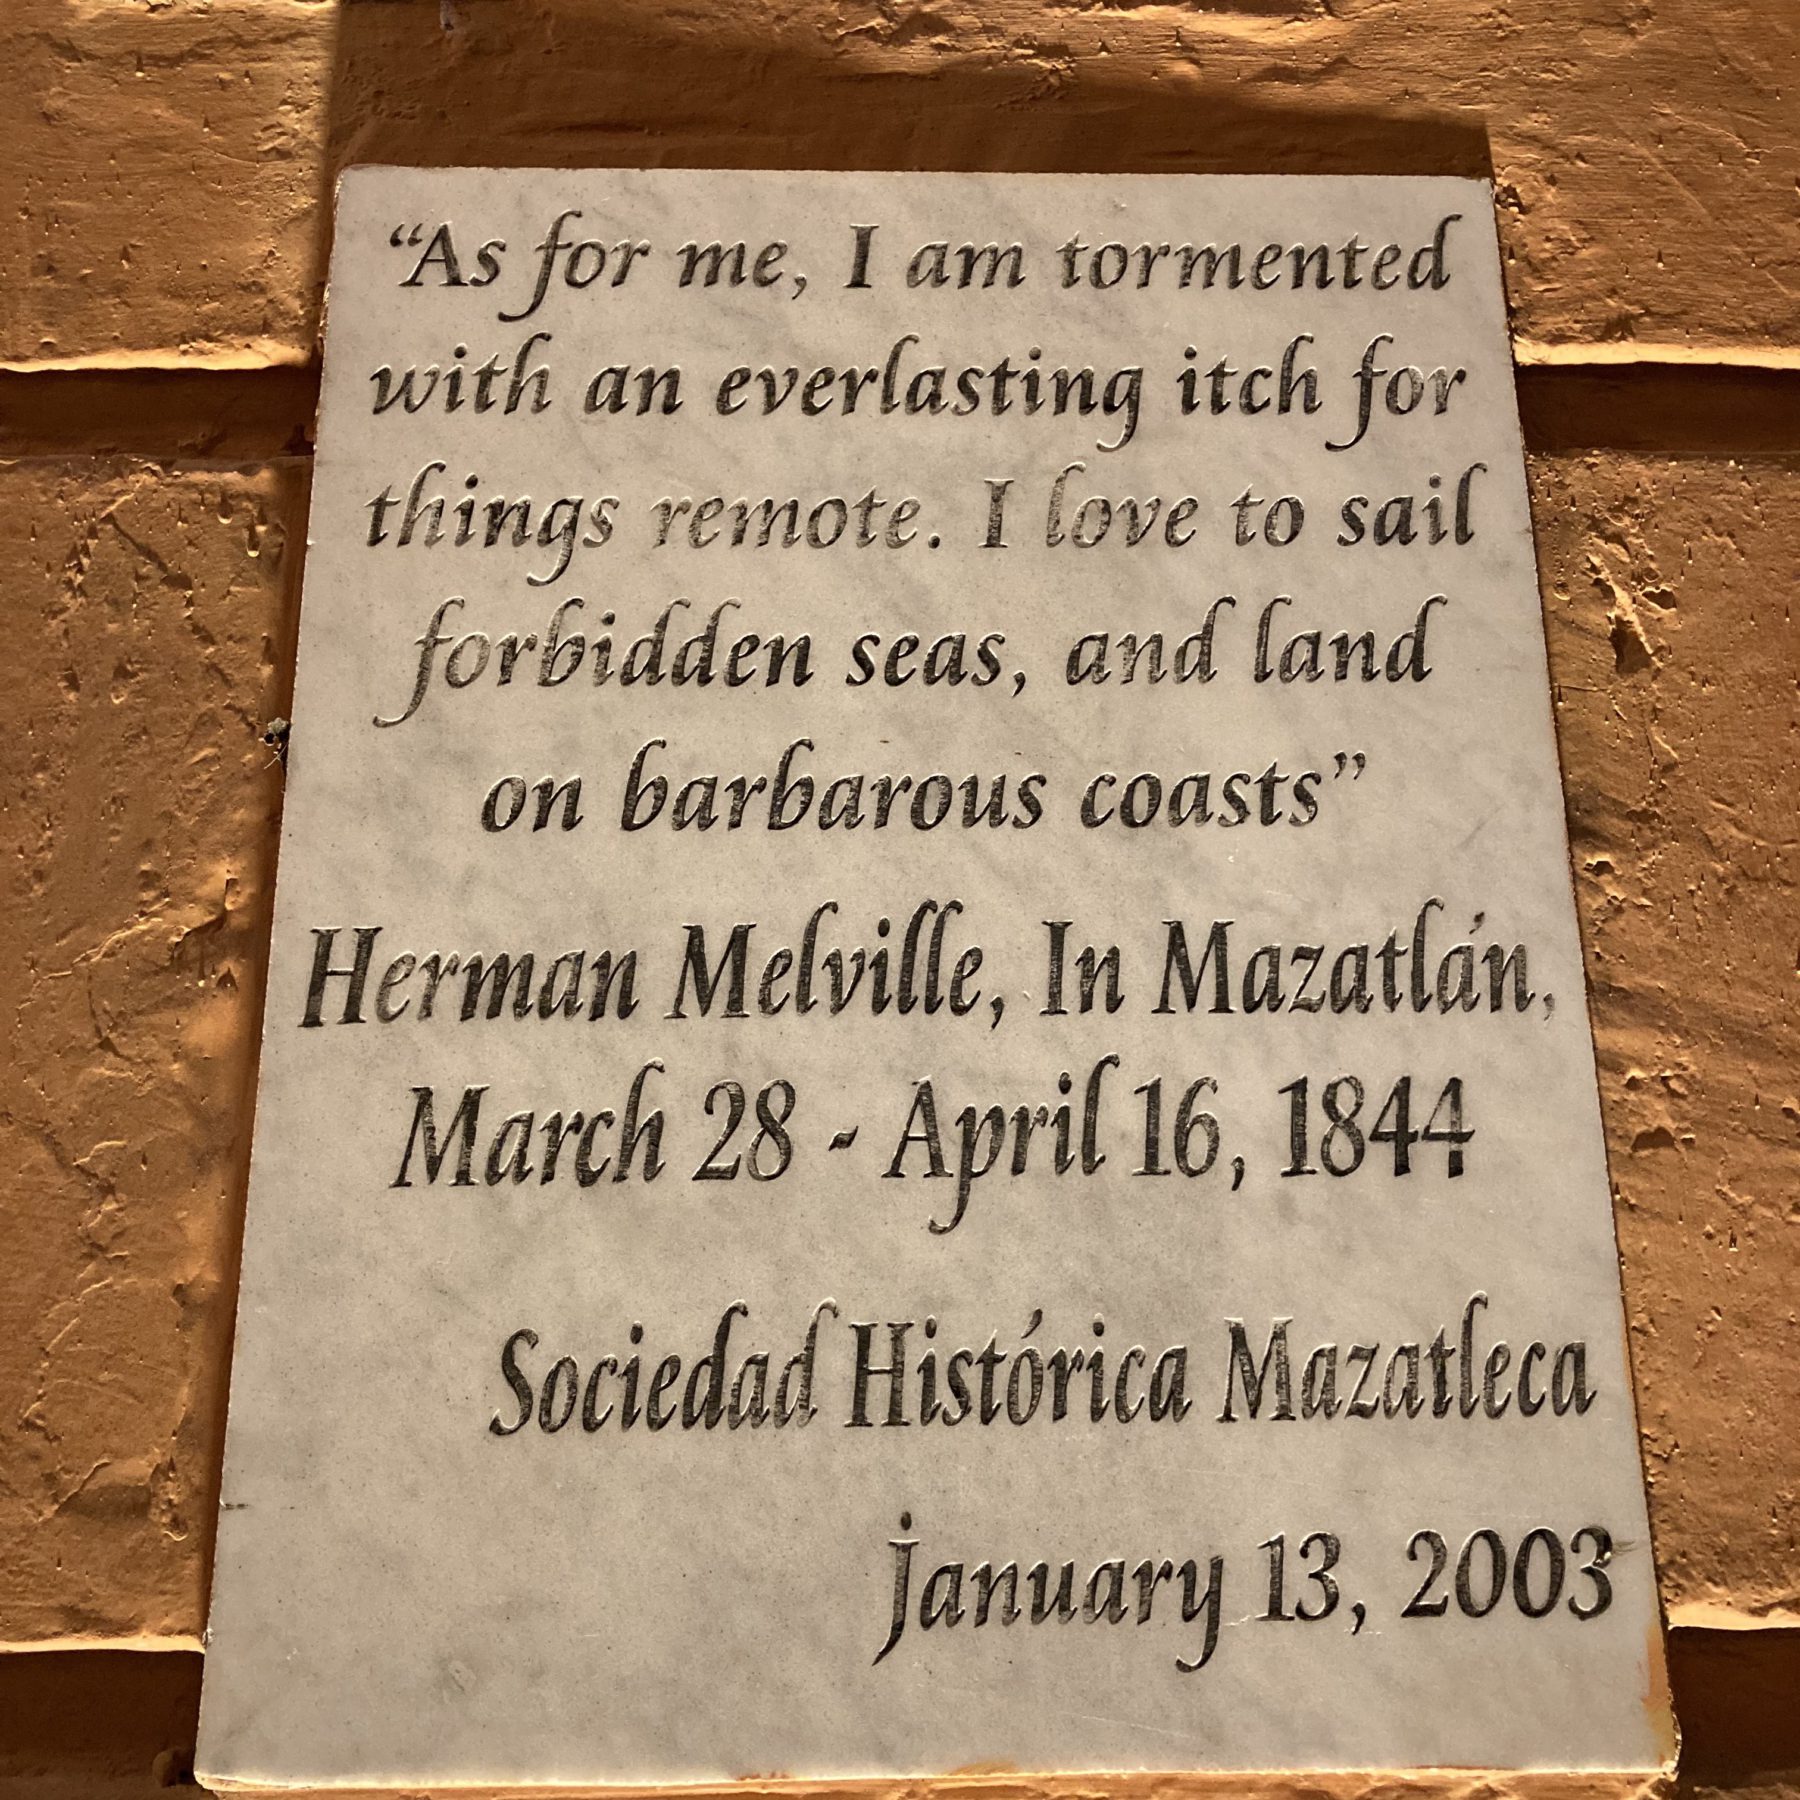 “As for me, I am tormented
with an everlasting itch for
things remote. I love to sail
forbidden seas, and land
on barbarous coasts”
Herman Melville, In Mazatlán,
March 28 - April 16, 1844
Sociedad Histórica Mazatleca
january 13, 2003